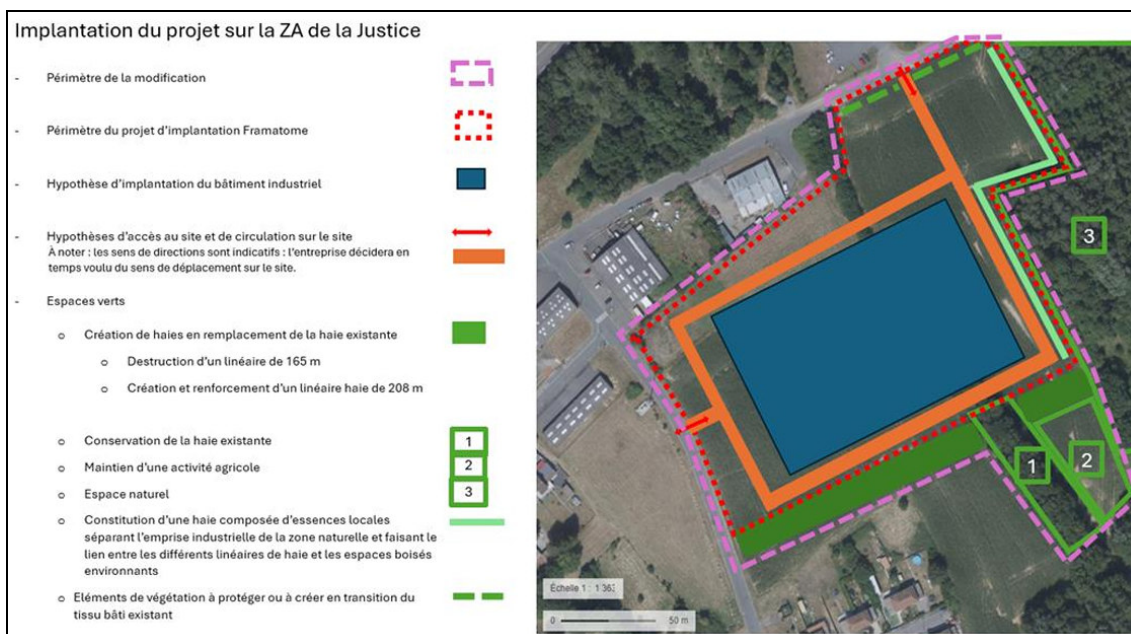 Implantation du projet sur la ZA de la Justice
- Périmètre de la modification
- Périmètre du projet d'implantation Framatome
- Hypothèse d'implantation du bâtiment industriel
- Hypothèses d'accès au site et de circulation sur le site
À noter : les sens de directions sont indicatifs : l'entreprise décidera en
temps voulu du sens de déplacement sur le site.
- Espaces verts
o Création de haies en remplacement de la haie existante
o Destruction d'un linéaire de 165 m
o Création et renforcement d'un linéaire haie de 208 m
o Conservation de la haie existante
1
o Maintien d'une activité agricole
2
o Espace naturel
3
o Constitution d'une haie composée d'essences locales
séparant l'emprise industrielle de la zone naturelle et faisant le
lien entre les différents linéaires de haie et les espaces boisés
environnants
o Eléments de végétation à protéger ou à créer en transition du
tissu bâti existant
3
1
2
Échelle 1 : 1 363
0 50 m